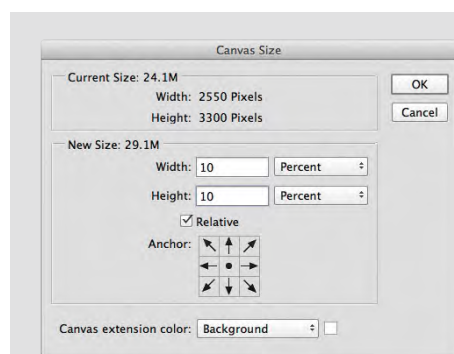 Canvas Size
Current Size: 24.1M
Width: 2550 Pixels
Height: 3300 Pixels
OK
Cancel
New Size: 29.1M
Width: 10 Percent
Height: 10 Percent
Relative
Anchor:
Canvas extension color: Background